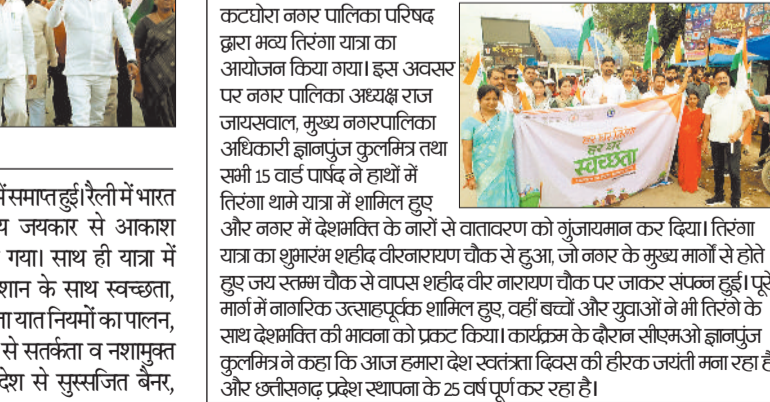 कटघोरा नगर पालिका परिषद
द्वारा भव्य तिरंगा यात्रा का
आयोजन किया गया। इस अवसर
पर नगर पालिका अध्यक्ष राज
जायसवाल, मुख्य नगरपालिका
अधिकारी ज्ञानपुंज कुलमित्र तथा
सभी 15 वार्ड पार्षद ने हाथों में
तिरंगा थामे यात्रा में शामिल हुए
और नगर में देशभक्ति के नारों से वातावरण को गुंजायमान कर दिया। तिरंगा
यात्रा का शुभारंभ शहीद वीरनारायण चौक से हुआ, जो नगर के मुख्य मार्गों से होते
हुए जय स्तम्भ चौक से वापस शहीद वीर नारायण चौक पर जाकर संपन्न हुई। पूरे
मार्ग में नागरिक उत्साहपूर्वक शामिल हुए, वहीं बच्चों और युवाओं ने भी तिरंगे के
साथ देशभक्ति की भावना को प्रकट किया। कार्यक्रम के दौरान सीएमओ ज्ञानपुंज
कुलमित्र ने कहा कि आज हमारा देश स्वतंत्रता दिवस की हीरक जयंती मना रहा है
और छत्तीसगढ़ प्रदेश स्थापना के 25 वर्ष पूर्ण कर रहा है।
में समाप्त हुई। रैली में भारत
जयकार से आकाश
गया। साथ ही यात्रा में
शान के साथ स्वच्छता,
यात नियमों का पालन,
से सतर्कता व नशामुक्त
से सुस्सजित बैनर,
हर घर तिरंगा
हर घर
स्वच्छता